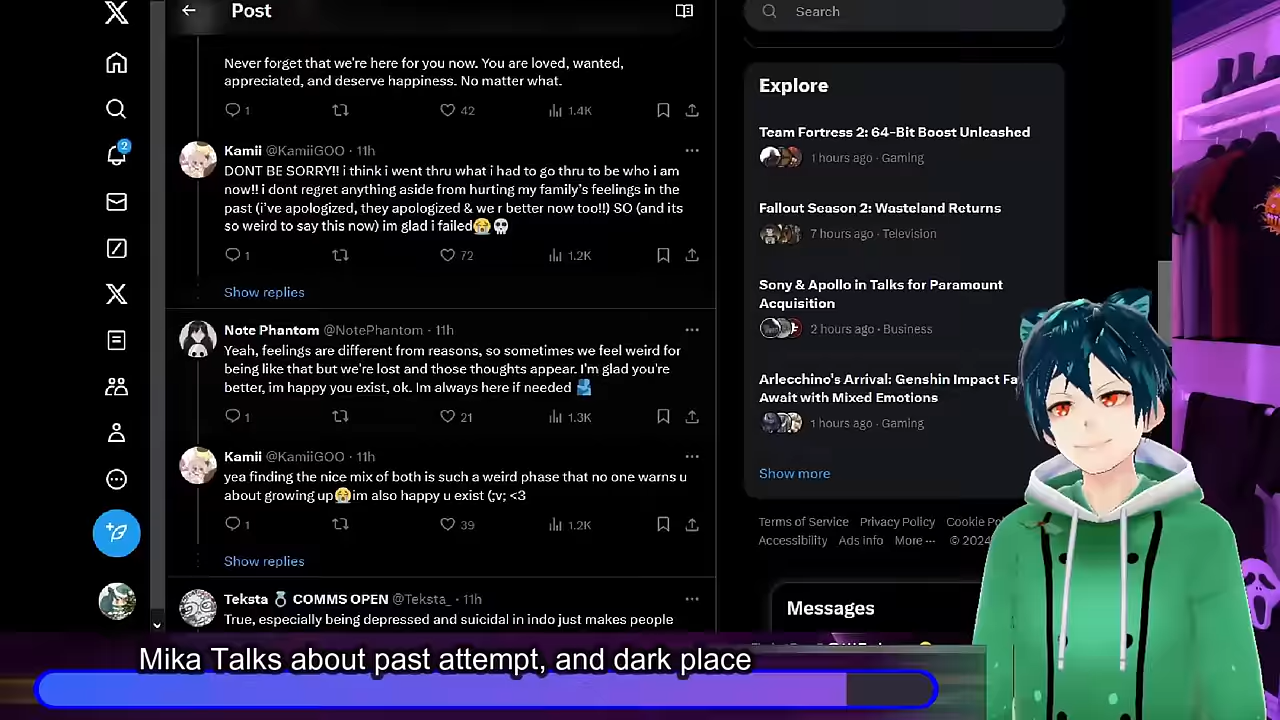 Post
Search
Never forget that we're here for you now. You are loved, wanted,
appreciated, and deserve happiness. No matter what.
1
42
1.4K
Kamii @KamiiGOO · 11h
DONT BE SORRY!! i think i went thru what i had to go thru to be who i am
now!! i dont regret anything aside from hurting my family's feelings in the
past (i've apologized, they apologized & we r better now too!!) SO (and its
so weird to say this now) im glad i failed😭💀
1
72
1.2K
Show replies
Note Phantom @NotePhantom · 11h
Yeah, feelings are different from reasons, so sometimes we feel weird for
being like that but we're lost and those thoughts appear. I'm glad you're
better, im happy you exist, ok. Im always here if needed
1
21
1.3K
Kamii @KamiiGOO · 11h
yea finding the nice mix of both is such a weird phase that no one warns u
about growing up😭im also happy u exist (;v; <3
1
39
1.2K
Show replies
Teksta 💍 COMMS OPEN @Teksta_ · 11h
True, especially being depressed and suicidal in indo just makes people
2
Explore
Team Fortress 2: 64-Bit Boost Unleashed
1 hours ago · Gaming
Fallout Season 2: Wasteland Returns
7 hours ago · Television
Sony & Apollo in Talks for Paramount
Acquisition
2 hours ago · Business
Arlecchino's Arrival: Genshin Impact Fa
Await with Mixed Emotions
1 hours ago · Gaming
Show more
Terms of Service Privacy Policy Cookie Po
Accessibility Ads info More ··· © 2024
Messages
Mika Talks about past attempt, and dark place